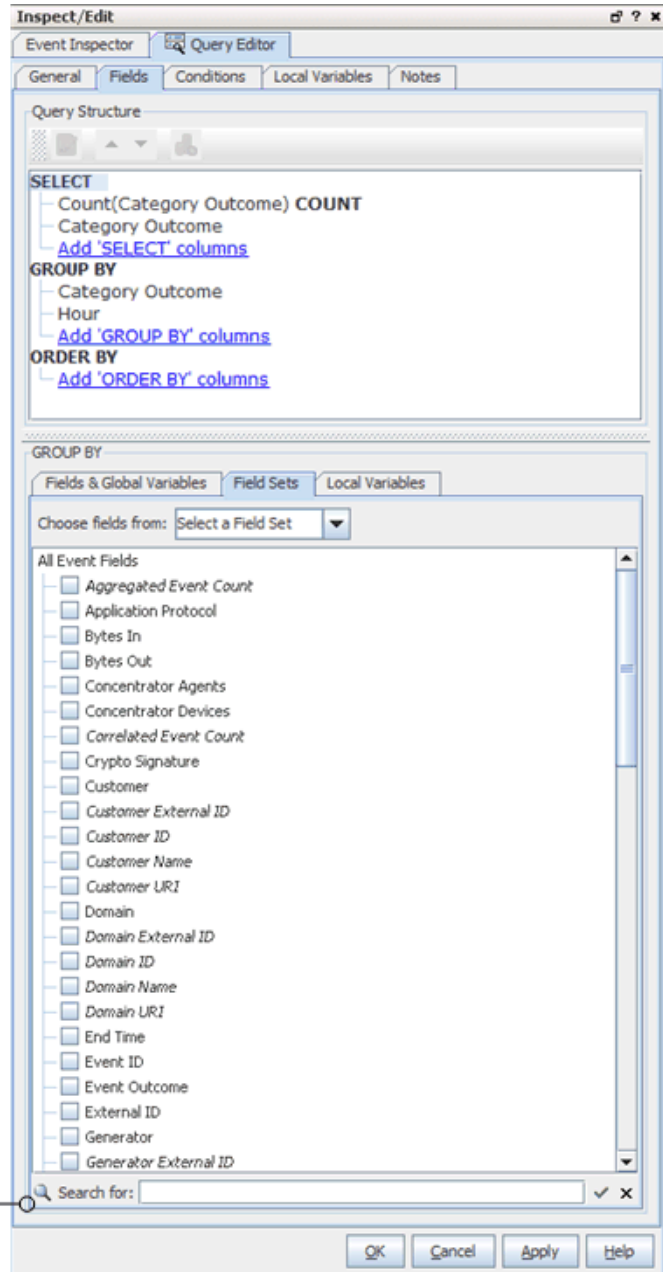 Inspect/Edit
Event Inspector Query Editor
General Fields Conditions Local Variables Notes
Query Structure
SELECT
Count(Category Outcome) COUNT
Category Outcome
Add 'SELECT' columns
GROUP BY
Category Outcome
Hour
Add 'GROUP BY' columns
ORDER BY
Add 'ORDER BY' columns
GROUP BY
Fields & Global Variables Field Sets Local Variables
Choose fields from: Select a Field Set
All Event Fields
Aggregated Event Count
Application Protocol
Bytes In
Bytes Out
Concentrator Agents
Concentrator Devices
Correlated Event Count
Crypto Signature
Customer
Customer External ID
Customer ID
Customer Name
Customer URI
Domain
Domain External ID
Domain ID
Domain Name
Domain URI
End Time
Event ID
Event Outcome
External ID
Generator
Generator External ID
Search for:
OK Cancel Apply Help